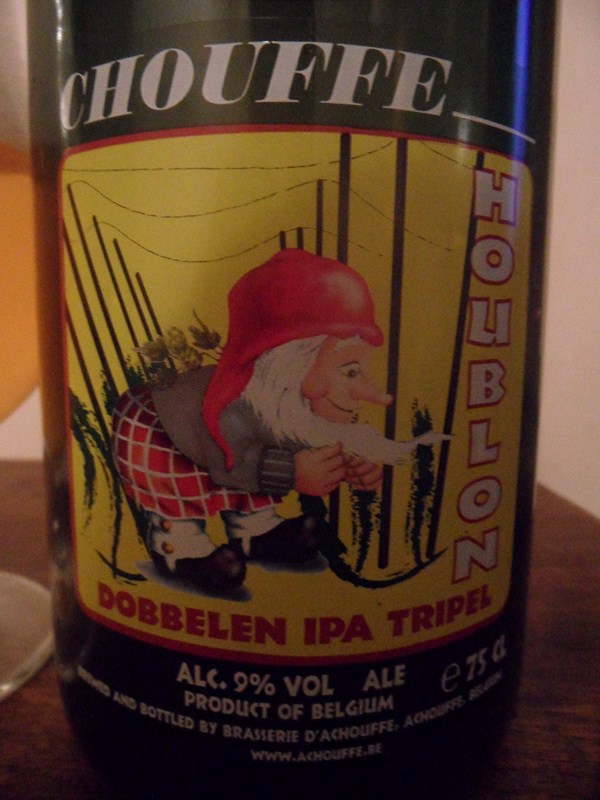 CHOUFFE
HOUBLON
DOBBELEN IPA TRIPEL
ALC. 9% VOL ALE e 75 CL
PRODUCT OF BELGIUM
BREWED AND BOTTLED BY BRASSERIE D'ACHOUFFE, ACHOUFFE, BELGIUM
WWW.ACHOUFFE.BE